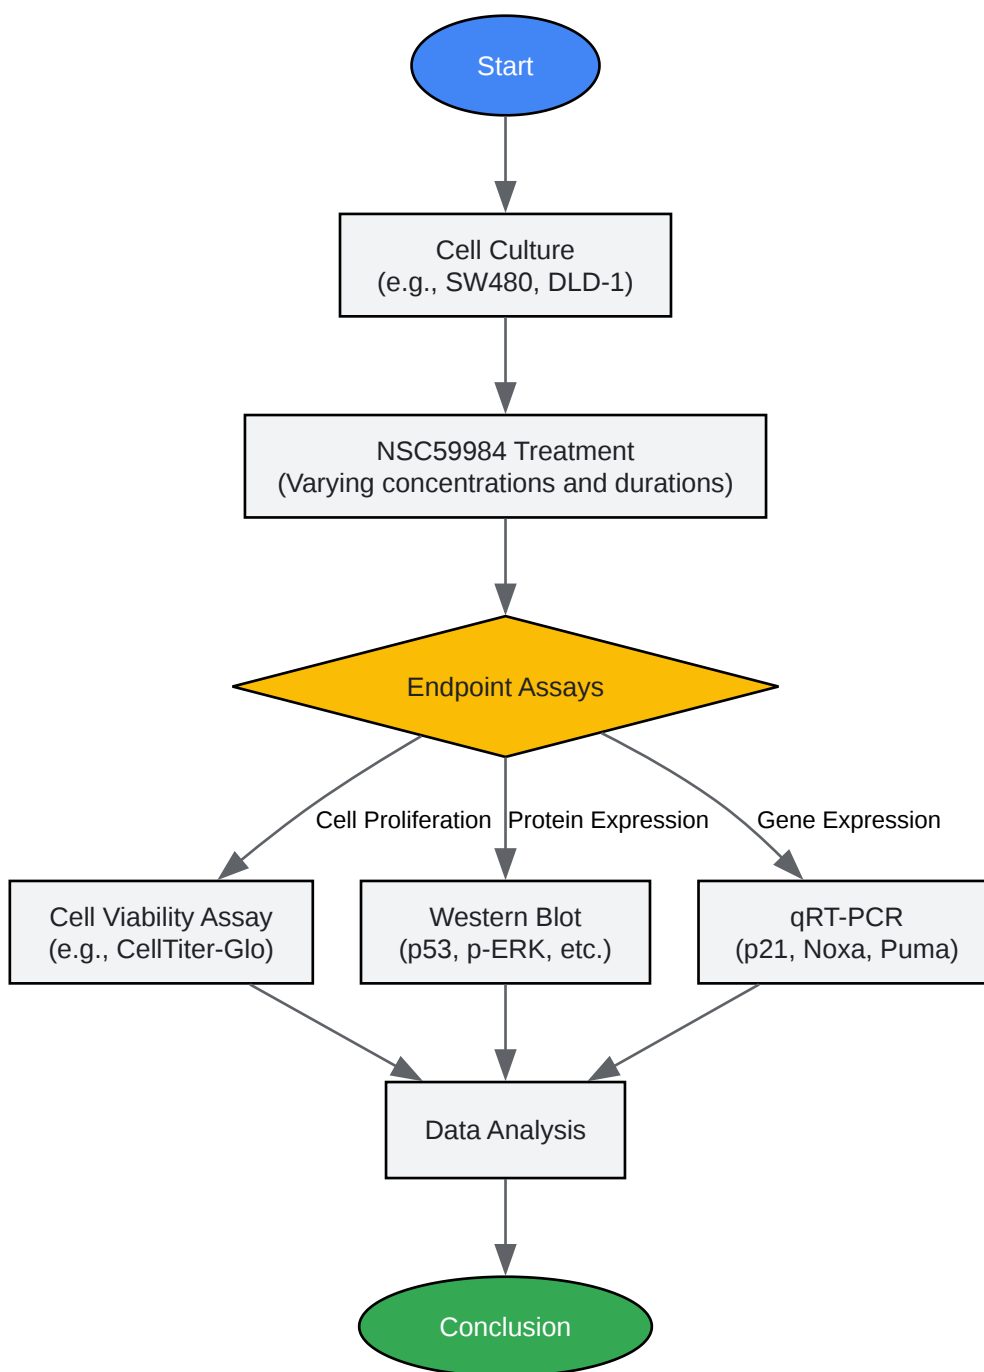 Start
Cell Culture
(e.g., SW480, DLD-1)
NSC59984 Treatment
(Varying concentrations and durations)
Endpoint Assays
Cell Proliferation
Protein Expression
Gene Expression
Cell Viability Assay
(e.g., CellTiter-Glo)
Western Blot
(p53, p-ERK, etc.)
qRT-PCR
(p21, Noxa, Puma)
Data Analysis
Conclusion